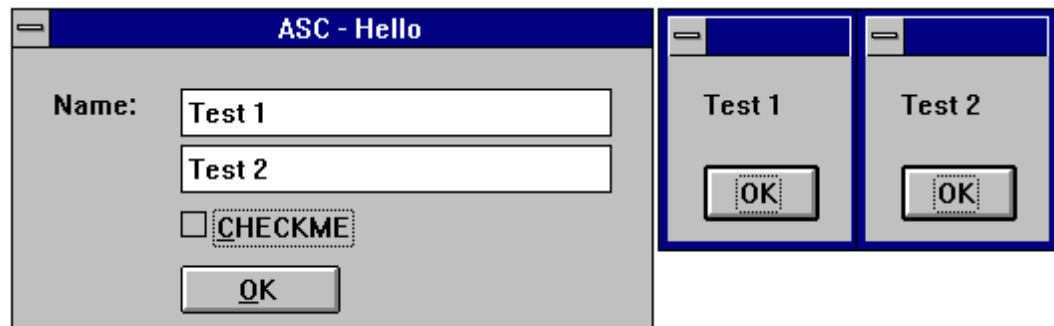 ASC - Hello
Name:
Test 1
Test 2
CHECKME
OK
Test 1
OK
Test 2
OK